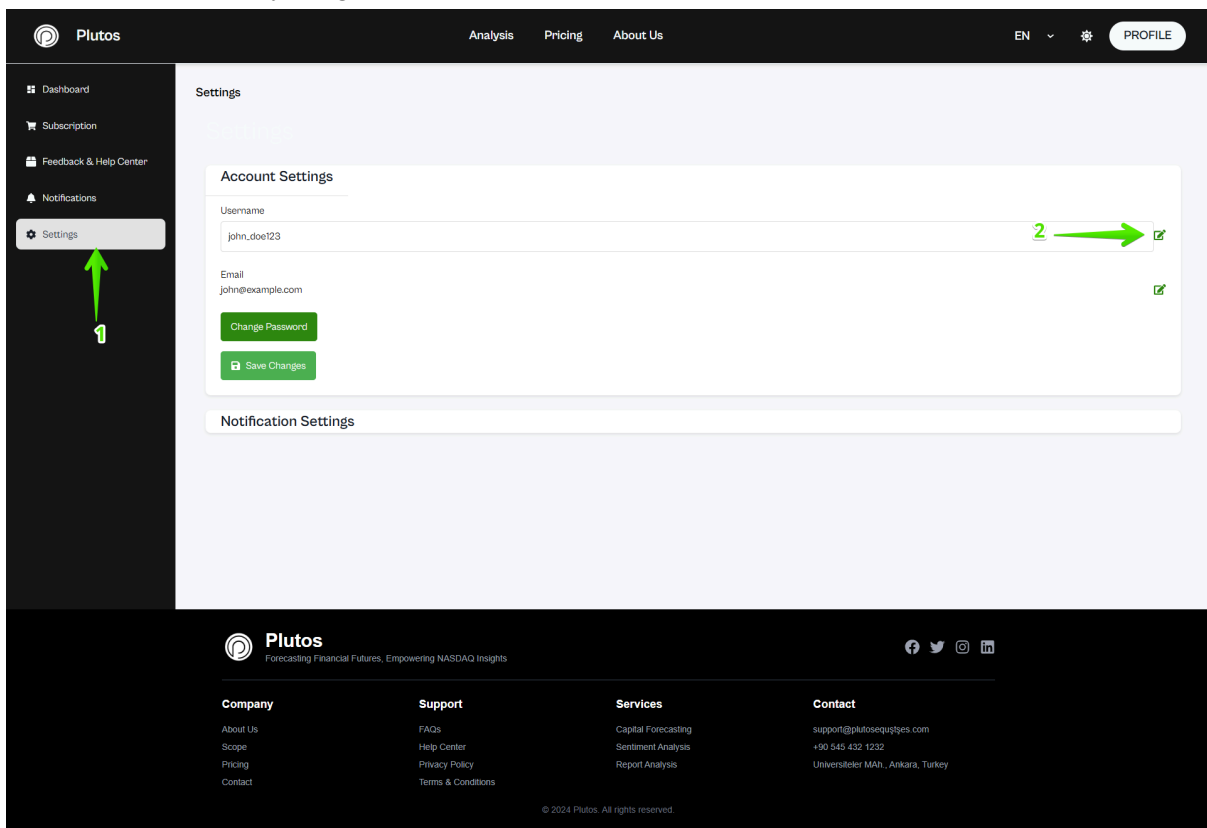 Plutos
Analysis Pricing About Us
EN
PROFILE
Dashboard
Subscription
Feedback & Help Center
Notifications
Settings
1
Settings
Settings
Account Settings
Username
john_doe123
2
Email
john@example.com
Change Password
Save Changes
Notification Settings
Plutos
Forecasting Financial Futures, Empowering NASDAQ Insights
Company
About Us
Scope
Pricing
Contact
Support
FAQs
Help Center
Privacy Policy
Terms & Conditions
Services
Capital Forecasting
Sentiment Analysis
Report Analysis
Contact
support@plutosequştşes.com
+90 545 432 1232
Universiteler MAh., Ankara, Turkey
© 2024 Plutos. All rights reserved.